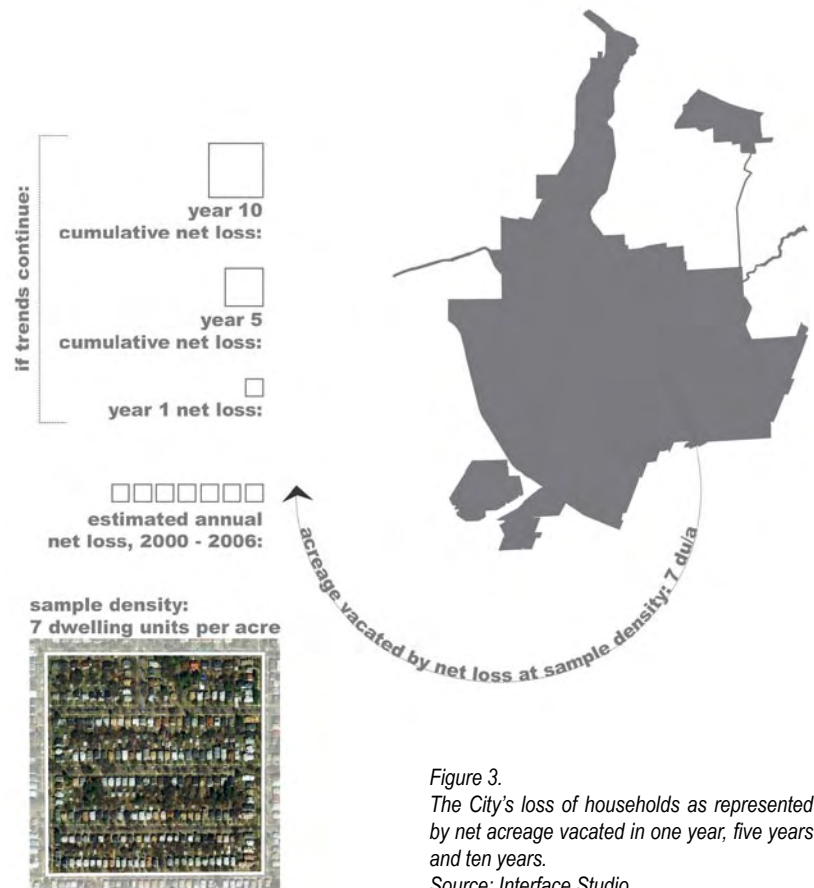 if trends continue:
year 10
cumulative net loss:
year 5
cumulative net loss:
year 1 net loss:
estimated annual
net loss, 2000 - 2006:
acreage vacated by net loss at sample density: 7 du/a
sample density:
7 dwelling units per acre
Figure 3.
The City's loss of households as represented
by net acreage vacated in one year, five years
and ten years.
Source: Interface Studio